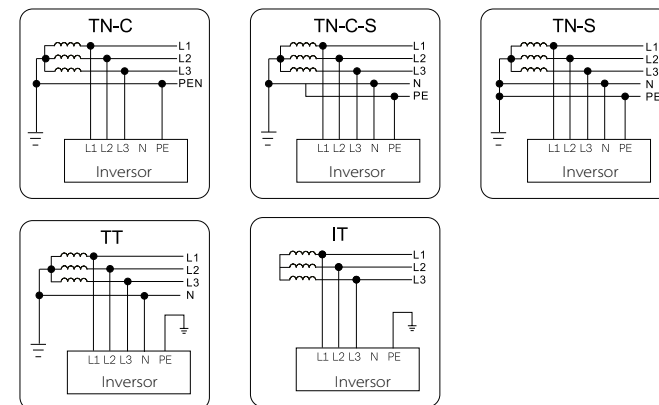 TN-C
L1
L2
L3
PEN
L1 L2 L3 N PE
Inversor
TN-C-S
L1
L2
L3
N
PE
L1 L2 L3 N PE
Inversor
TN-S
L1
L2
L3
N
PE
L1 L2 L3 N PE
Inversor
TT
L1
L2
L3
N
L1 L2 L3 N PE
Inversor
IT
L1
L2
L3
L1 L2 L3 N PE
Inversor